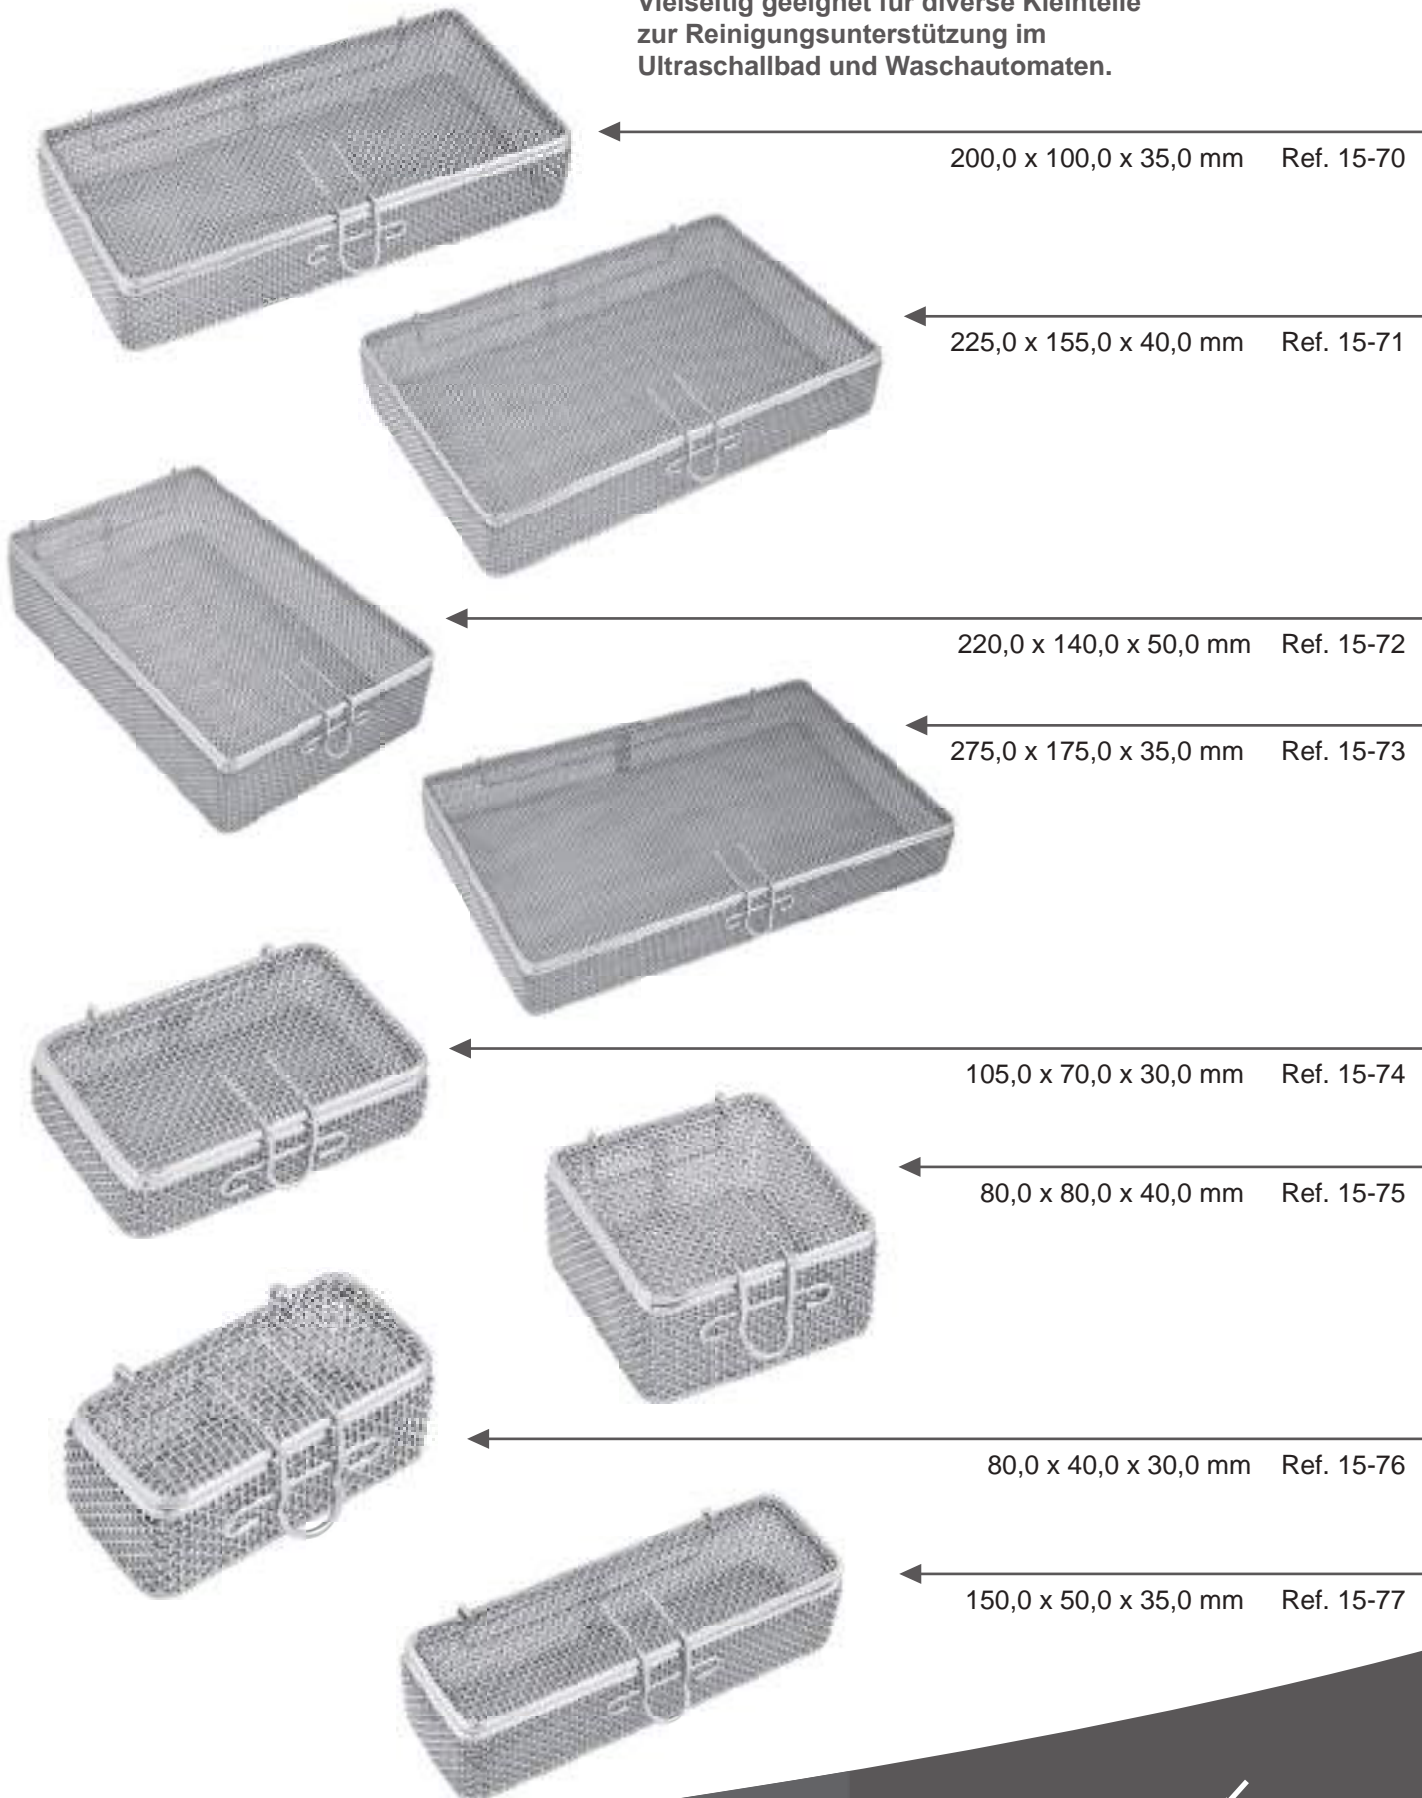 Vielseitig geeignet für diverse Kleinteile
zur Reinigungsunterstützung im
Ultraschallbad und Waschautomaten.
200,0 x 100,0 x 35,0 mm Ref. 15-70
225,0 x 155,0 x 40,0 mm Ref. 15-71
220,0 x 140,0 x 50,0 mm Ref. 15-72
275,0 x 175,0 x 35,0 mm Ref. 15-73
105,0 x 70,0 x 30,0 mm Ref. 15-74
80,0 x 80,0 x 40,0 mm Ref. 15-75
80,0 x 40,0 x 30,0 mm Ref. 15-76
150,0 x 50,0 x 35,0 mm Ref. 15-77